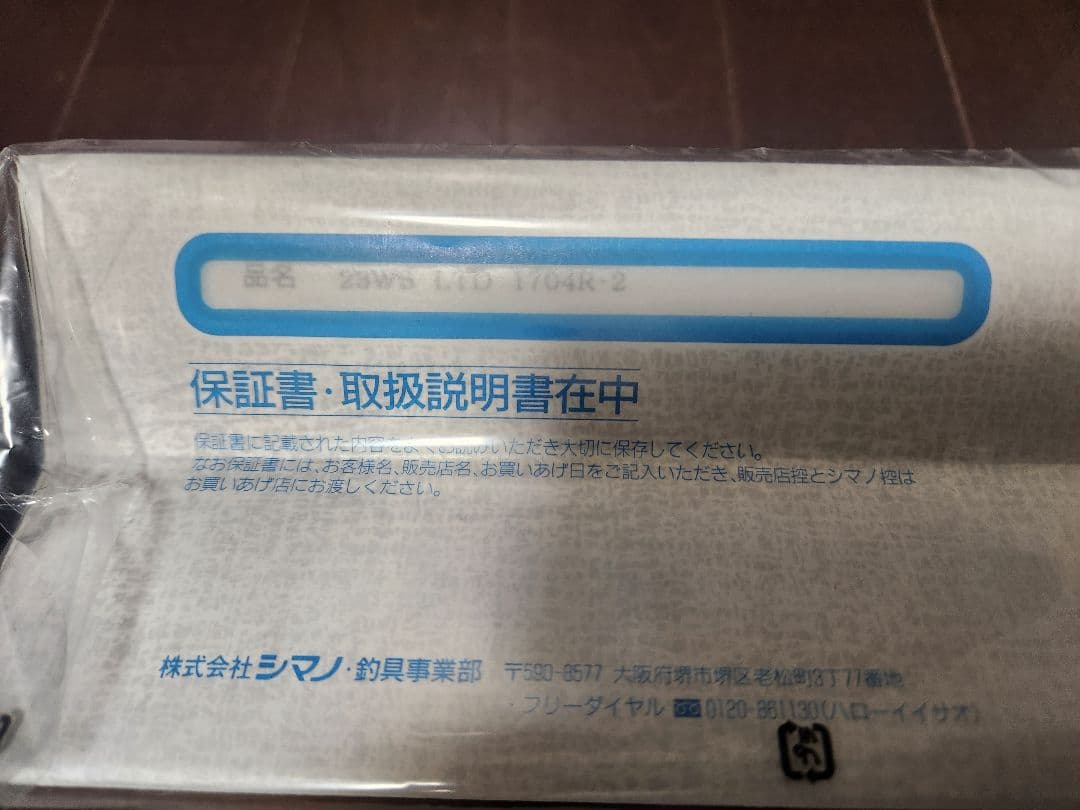 品名 23WS LTD 1704R-2
保証書・取扱説明書在中
保証書に記載された内容をよくお読みいただき大切に保存してください。
なお保証書には、お客様名、販売店名、お買いあげ日をご記入いただき、販売店控とシマノ控は
お買いあげ店にお渡しください。
株式会社シマノ・釣具事業部 〒590-8577 大阪府堺市堺区老松町3丁77番地
・フリーダイヤル 0120-861130(ハローイイサオ)